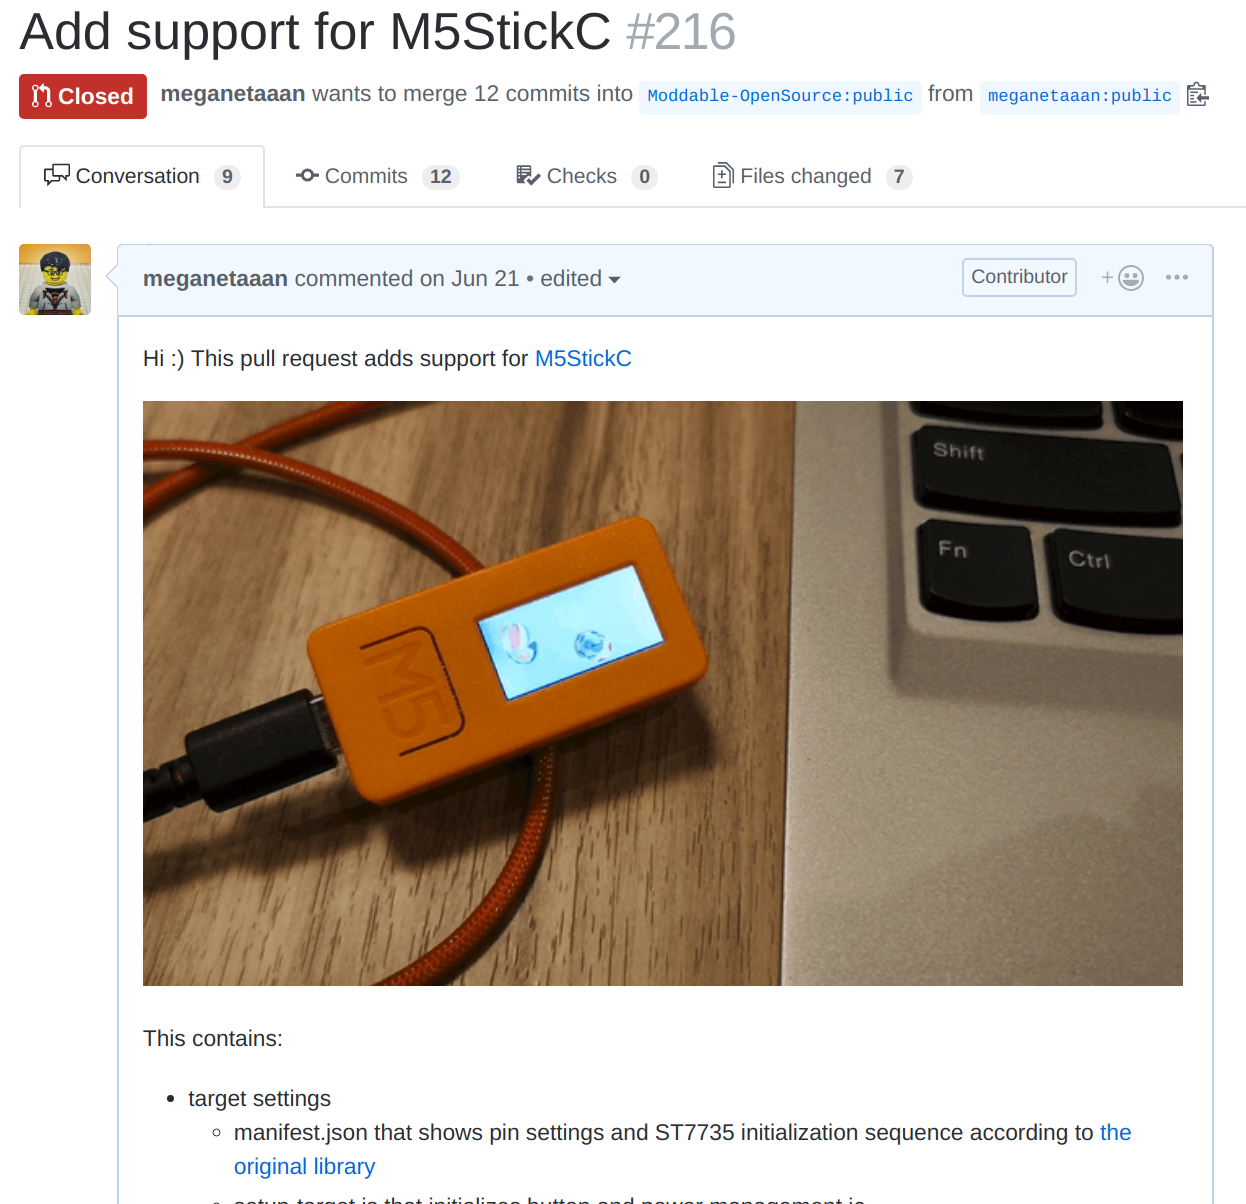 Add support for M5StickC #216
Closed meganetaaan wants to merge 12 commits into Moddable-OpenSource:public from meganetaaan:public
Conversation 9 Commits 12 Checks 0 Files changed 7
meganetaaan commented on Jun 21 • edited Contributor
Hi :) This pull request adds support for M5StickC
Shift
Fn
Ctrl
M5
This contains:
• target settings
◦ manifest.json that shows pin settings and ST7735 initialization sequence according to the
original library